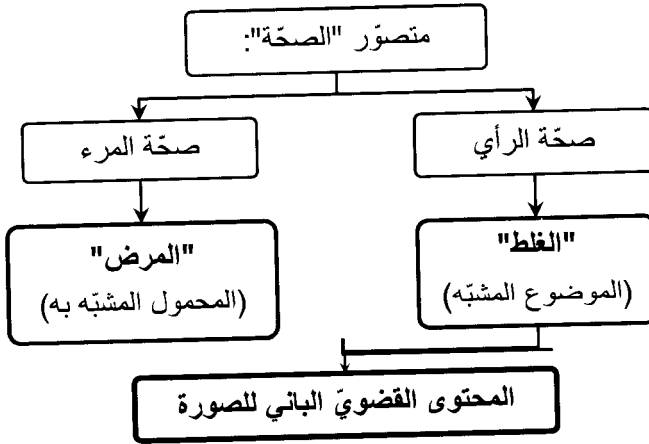 متصوّر "الصحّة":
صحّة الرأي
صحّة المرء
"الغلط"
(الموضوع المشبّه)
"المرض"
(المحمول المشبّه به)
المحتوى القضويّ الباني للصورة